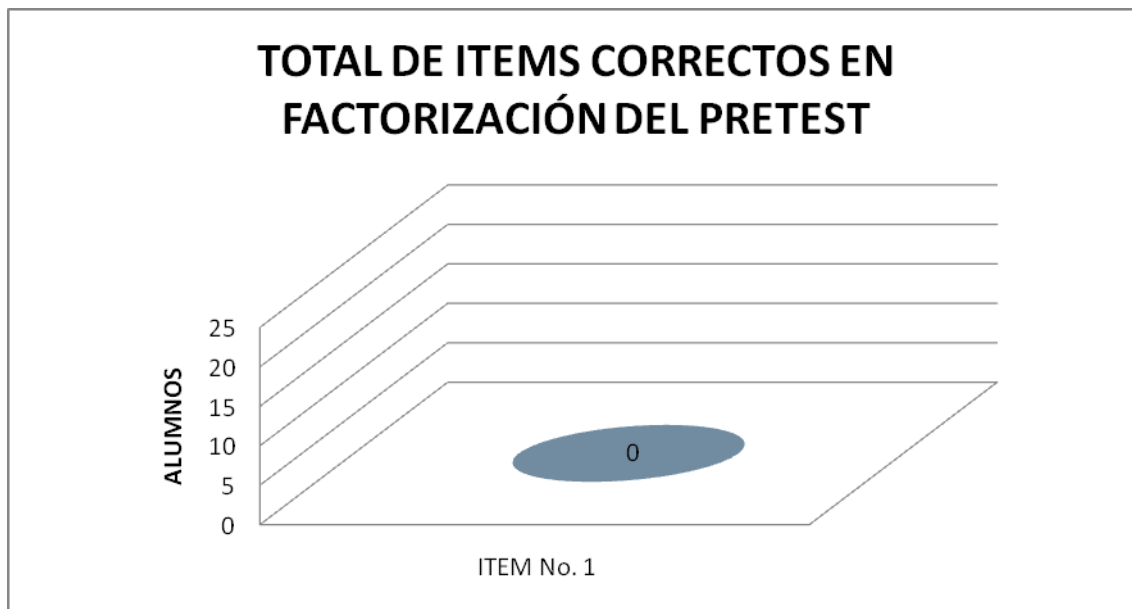 TOTAL DE ITEMS CORRECTOS EN
FACTORIZACIÓN DEL PRETEST
ALUMNOS
25
20
15
10
5
0
0
ITEM No. 1